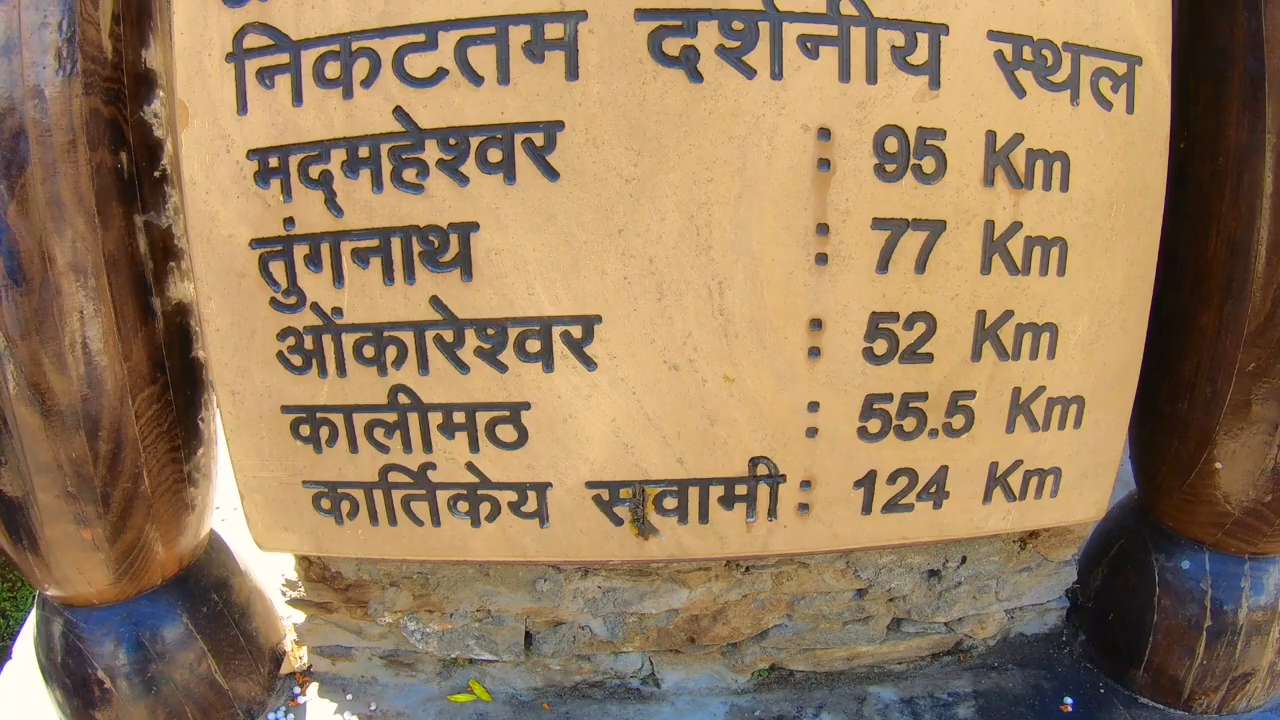 निकटतम दर्शनीय स्थल
मद्महेश्वर : 95 Km
तुंगनाथ : 77 Km
ओंकारेश्वर : 52 Km
कालीमठ : 55.5 Km
कार्तिकेय स्वामी : 124 Km